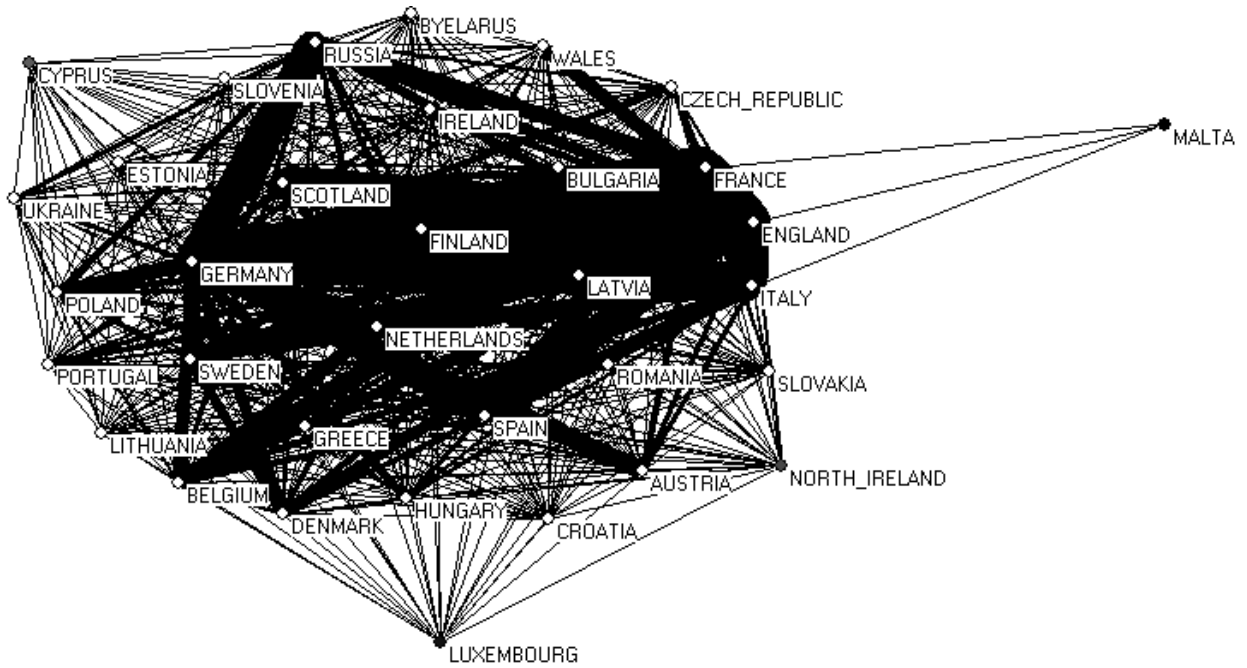 BYELARUS
RUSSIA
WALES
CYPRUS
SLOVENIA
CZECH_REPUBLIC
IRELAND
MALTA
ESTONIA
BULGARIA
FRANCE
SCOTLAND
UKRAINE
ENGLAND
FINLAND
GERMANY
LATVIA
ITALY
POLAND
NETHERLANDS
PORTUGAL
SWEDEN
ROMANIA
SLOVAKIA
LITHUANIA
GREECE
SPAIN
NORTH_IRELAND
AUSTRIA
BELGIUM
HUNGARY
DENMARK
CROATIA
LUXEMBOURG